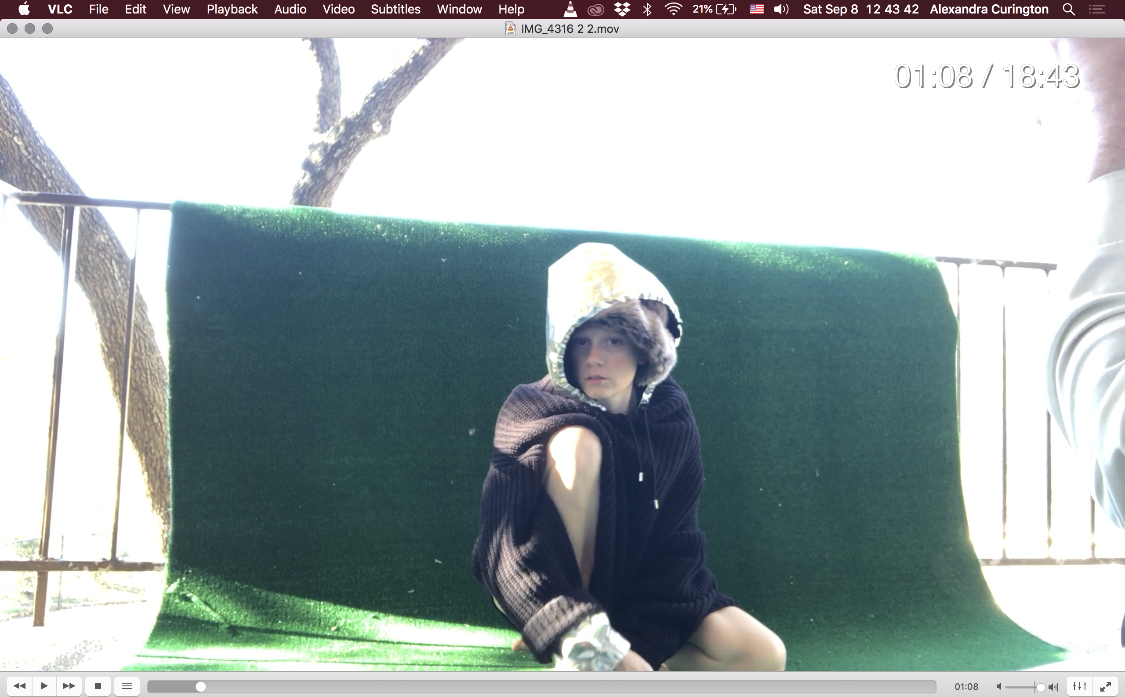 VLC File Edit View Playback Audio Video Subtitles Window Help 21% Sat Sep 8 12 43 42 Alexandra Curington
IMG_4316 2 2.mov
01:08 / 18:43
01:08